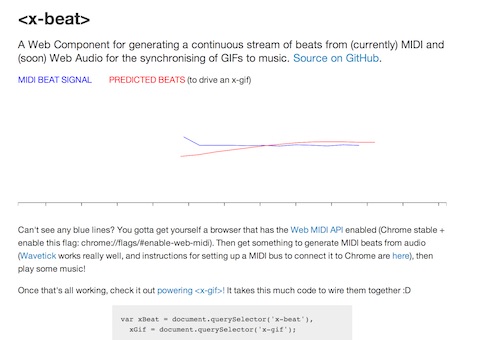 <x-beat>
A Web Component for generating a continuous stream of beats from (currently) MIDI and
(soon) Web Audio for the synchronising of GIFs to music. Source on GitHub.
MIDI BEAT SIGNAL PREDICTED BEATS (to drive an x-gif)
Can't see any blue lines? You gotta get yourself a browser that has the Web MIDI API enabled (Chrome stable +
enable this flag: chrome://flags/#enable-web-midi). Then get something to generate MIDI beats from audio
(Wavetick works really well, and instructions for setting up a MIDI bus to connect it to Chrome are here), then
play some music!
Once that's all working, check it out powering <x-gif>! It takes this much code to wire them together :D
var xBeat = document.querySelector('x-beat'),
xGif = document.querySelector('x-gif');